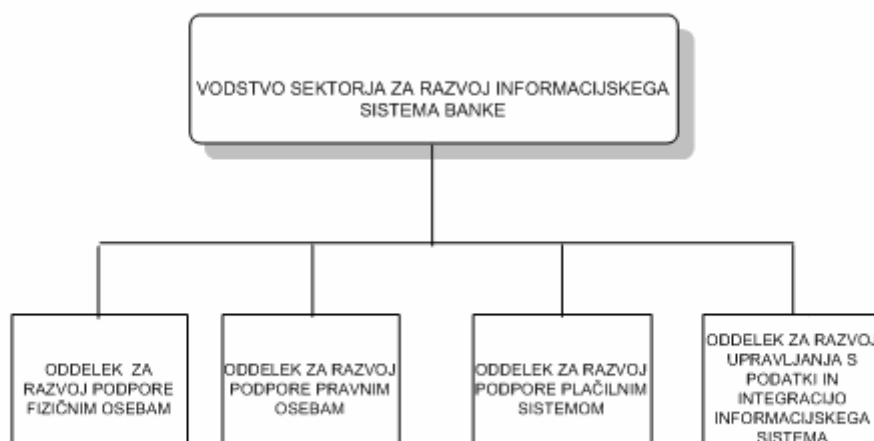 VODSTVO SEKTORJA ZA RAZVOJ INFORMACIJSKEGA
SISTEMA BANKE
ODDELEK ZA
RAZVOJ PODPORE
FIZIČNIM OSEBAM
ODDELEK ZA RAZVOJ
PODPORE PRAVNIM
OSEBAM
ODDELEK ZA RAZVOJ
PODPORE PLAČILNIM
SISTEMOM
ODDELEK ZA RAZVOJ
UPRAVLJANJA S
PODATKI IN
INTEGRACIJO
INFORMACIJSKEGA
SISTEMA